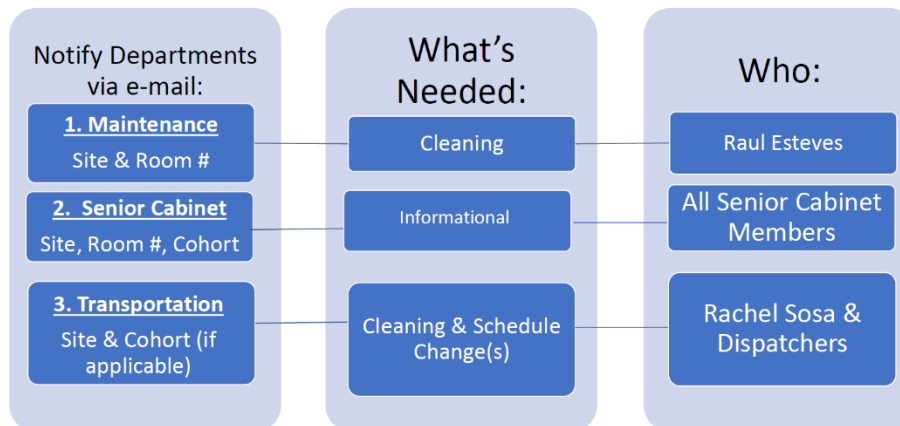 Notify Departments
via e-mail:
1. Maintenance
Site & Room #
2. Senior Cabinet
Site, Room #, Cohort
3. Transportation
Site & Cohort (if
applicable)
What's
Needed:
Cleaning
Informational
Cleaning & Schedule
Change(s)
Who:
Raul Esteves
All Senior Cabinet
Members
Rachel Sosa &
Dispatchers